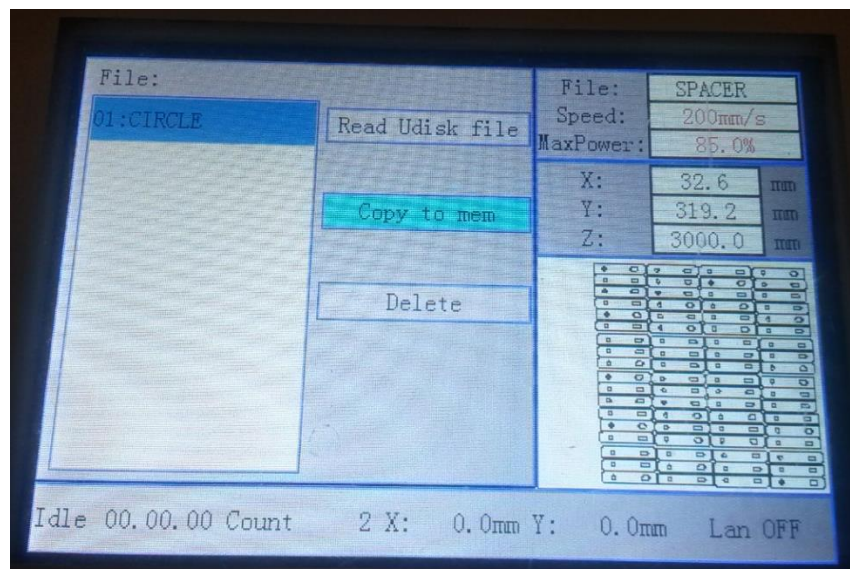 File:
01:CIRCLE
Read Udisk file
Copy to mem
Delete
File: SPACER
Speed: 200mm/s
MaxPower: 85.0%
X: 32.6 mm
Y: 319.2 mm
Z: 3000.0 mm
Idle 00.00.00 Count 2 X: 0.0mm Y: 0.0mm Lan OFF